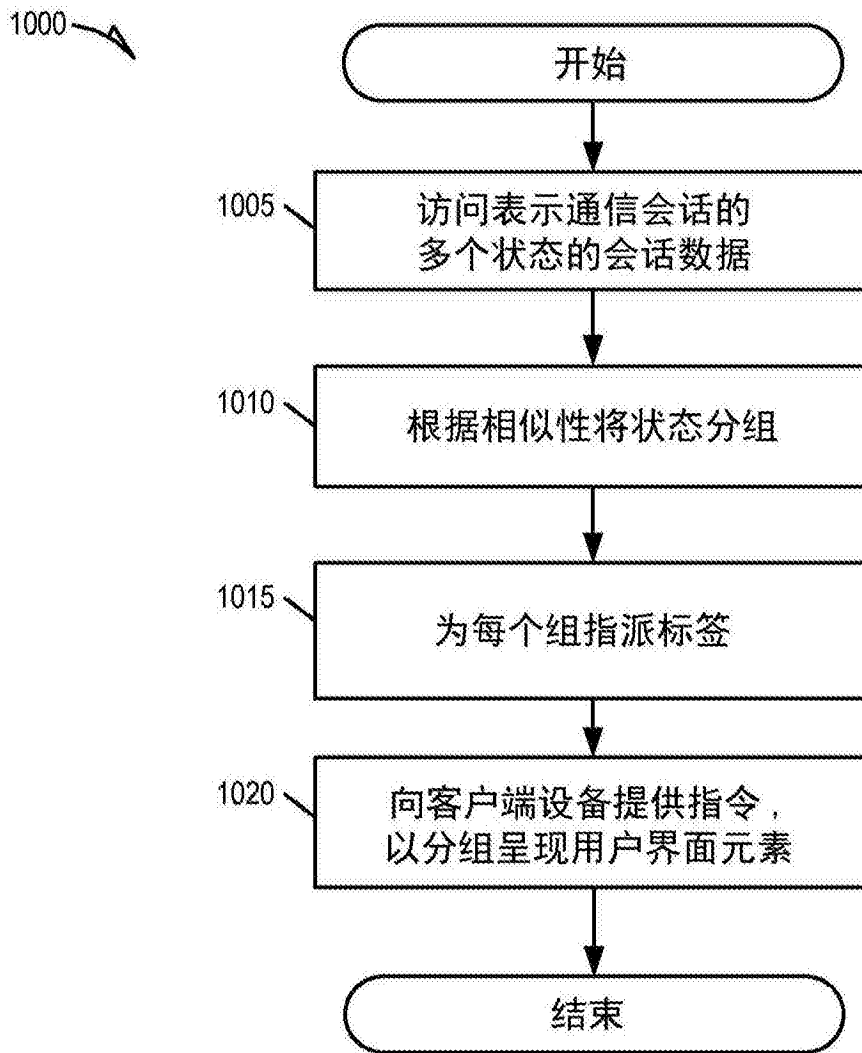 1000
开始
1005
访问表示通信会话的
多个状态的会话数据
1010
根据相似性将状态分组
1015
为每个组指派标签
1020
向客户端设备提供指令，
以分组呈现用户界面元素
结束